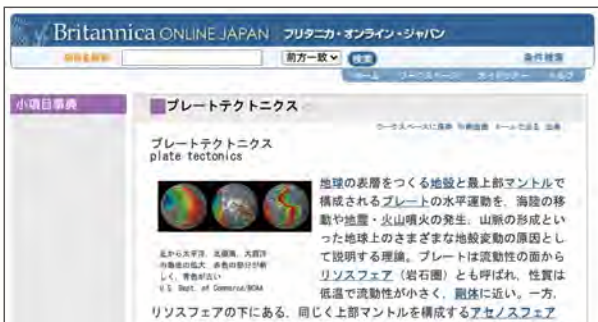 Britannica ONLINE JAPAN ブリタニカ・オンライン・ジャパン
前方一致 検索 条件検索
ホーム ワークスペース ヘルプ
小項目事典
プレートテクトニクス
プレートテクトニクス
plate tectonics
地球の表層をつくる地殻と最上部マントルで
構成されるプレートの水平運動を、海陸の移
動や地震・火山噴火の発生、山脈の形成とい
った地球上のさまざまな地殻変動の原因とし
て説明する理論。プレートは流動性の面から
リソスフェア（岩石圏）とも呼ばれ、性質は
低温で流動性が小さく、剛体に近い。一方、
リソスフェアの下にある、同じく上部マントルを構成するアセノスフェア
左から太平洋、北極海、大西洋
の海底の拡大 赤色の部分が新
しく、青色が古い
U.S. Dept. of Commerce/NOAA